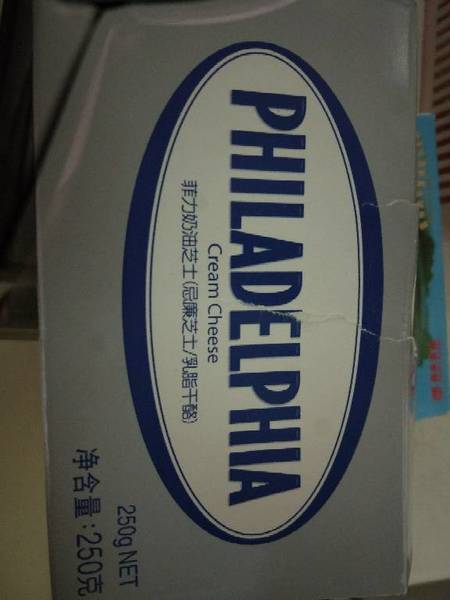 PHILADELPHIA
Cream Cheese
菲力奶油芝士(忌廉芝士/乳脂干酪)
250g NET
净含量:250克